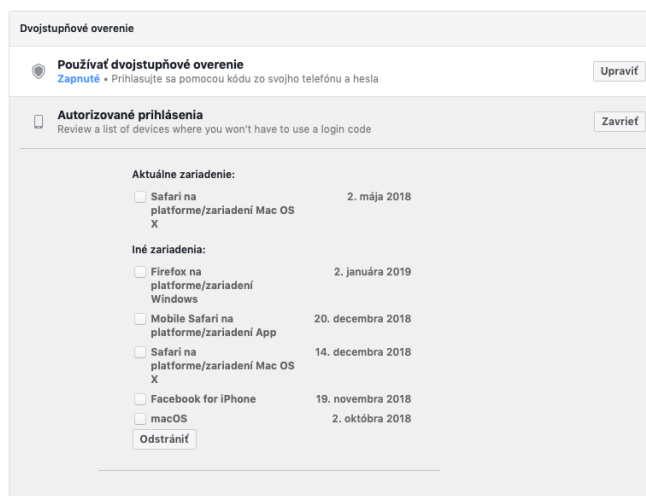 Dvojstupňové overenie
Používať dvojstupňové overenie
Zapnuté • Prihlasujte sa pomocou kódu zo svojho telefónu a hesla
Upraviť
Autorizované prihlásenia
Review a list of devices where you won't have to use a login code
Zavrieť
Aktuálne zariadenie:
Safari na
platforme/zariadení Mac OS
X
2. mája 2018
Iné zariadenia:
Firefox na
platforme/zariadení
Windows
2. januára 2019
Mobile Safari na
platforme/zariadení App
20. decembra 2018
Safari na
platforme/zariadení Mac OS
X
14. decembra 2018
Facebook for iPhone
19. novembra 2018
macOS
2. októbra 2018
Odstrániť